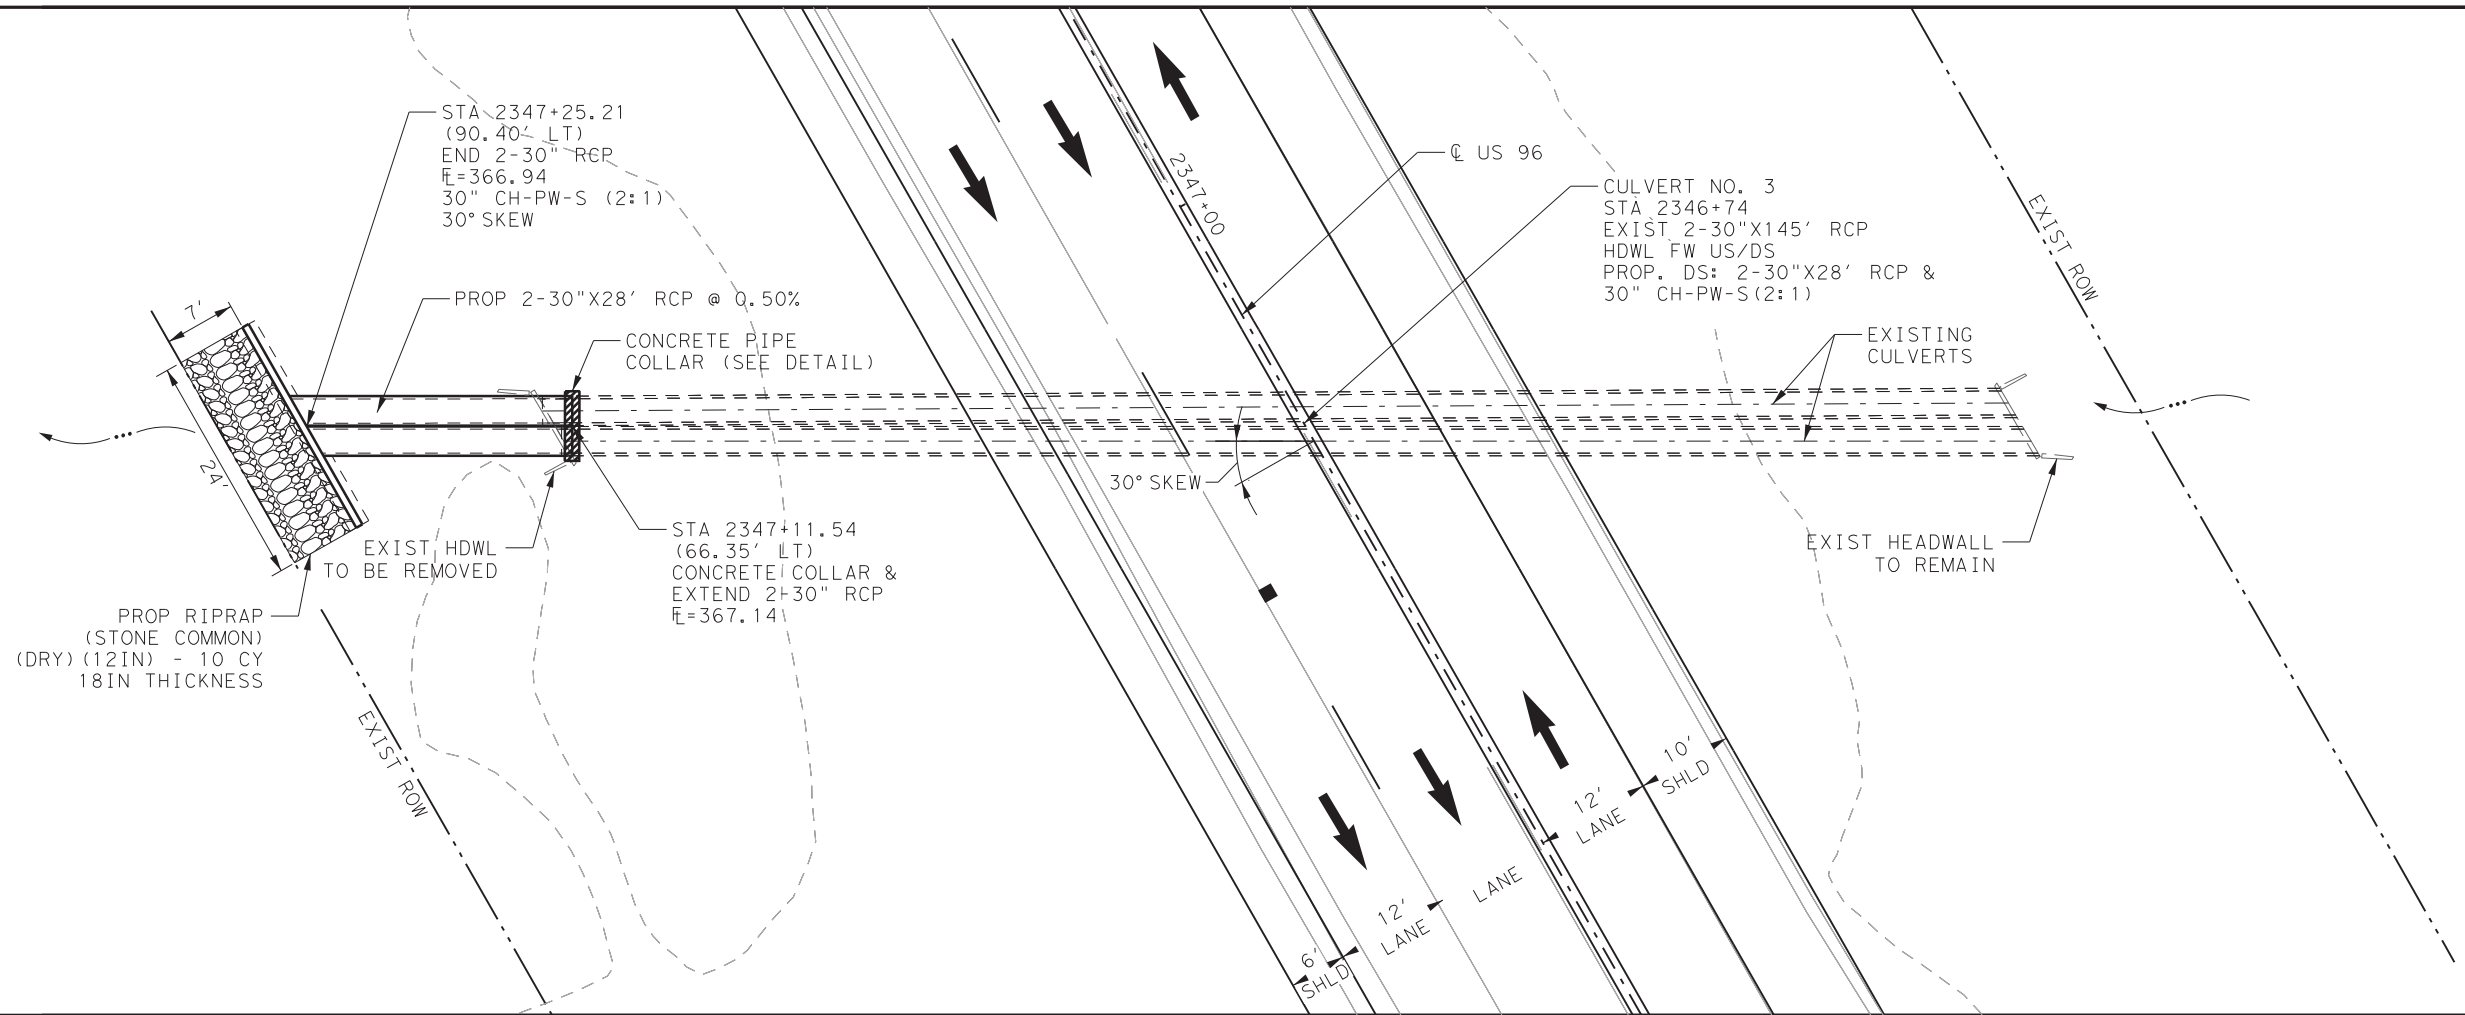 STA 2347+25.21
(90.40' LT)
END 2-30" RCP
FL=366.94
30" CH-PW-S (2:1)
30° SKEW
PROP 2-30"X28' RCP @ 0.50%
CONCRETE PIPE
COLLAR (SEE DETAIL)
7'
24'
EXIST HDWL
TO BE REMOVED
PROP RIPRAP
(STONE COMMON)
(DRY)(12IN) - 10 CY
18IN THICKNESS
EXIST ROW
STA 2347+11.54
(66.35' LT)
CONCRETE COLLAR &
EXTEND 2-30" RCP
FL=367.14
2347+00
℄ US 96
CULVERT NO. 3
STA 2346+74
EXIST 2-30"X145' RCP
HDWL FW US/DS
PROP. DS: 2-30"X28' RCP &
30" CH-PW-S(2:1)
EXIST ROW
EXISTING
CULVERTS
30° SKEW
EXIST HEADWALL
TO REMAIN
6'
SHLD
12'
LANE
LANE
12'
LANE
10'
SHLD